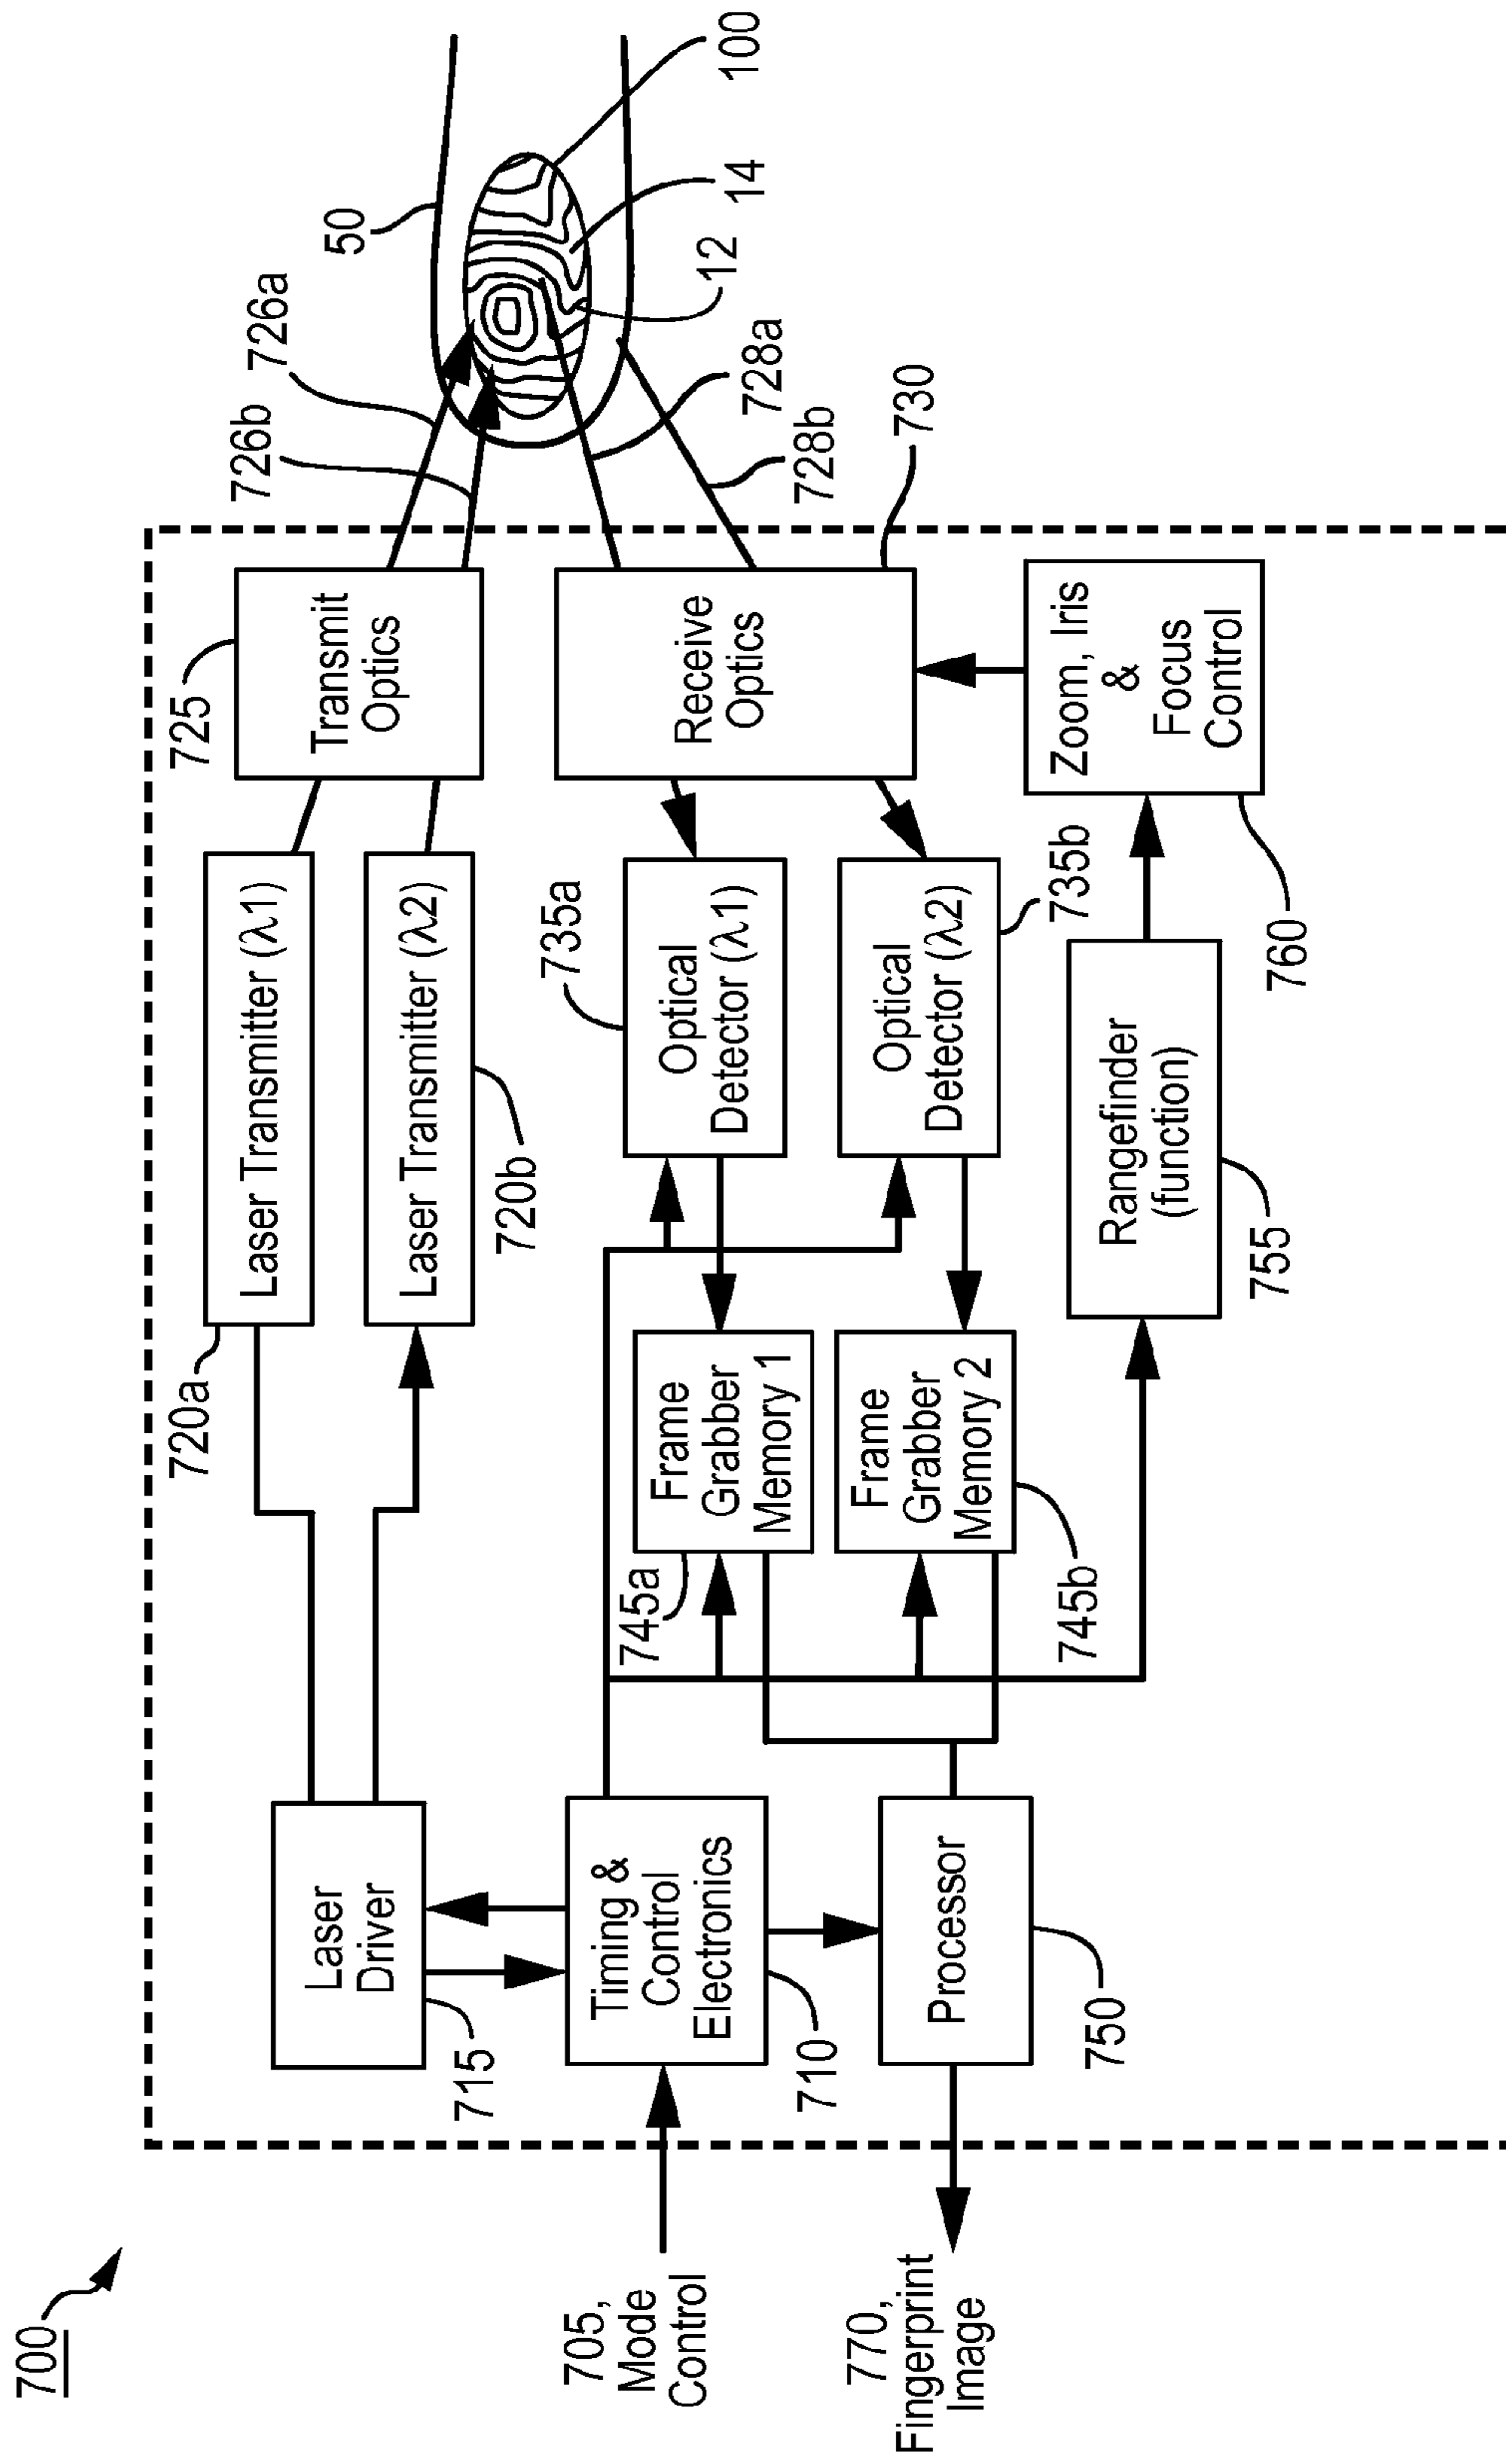 700
705,
Mode
Control
770,
Fingerprint
Image
Laser
Driver
715
Timing &
Control
Electronics
710
Processor
750
720a
Laser Transmitter (λ1)
Laser Transmitter (λ2)
720b
745a
Frame
Grabber
Memory 1
Frame
Grabber
Memory 2
745b
735a
Optical
Detector (λ1)
Optical
Detector (λ2)
735b
Rangefinder
(function)
755
725
Transmit
Optics
Receive
Optics
730
Zoom, Iris
&
Focus
Control
760
726b
726a
728a
728b
50
12
14
100